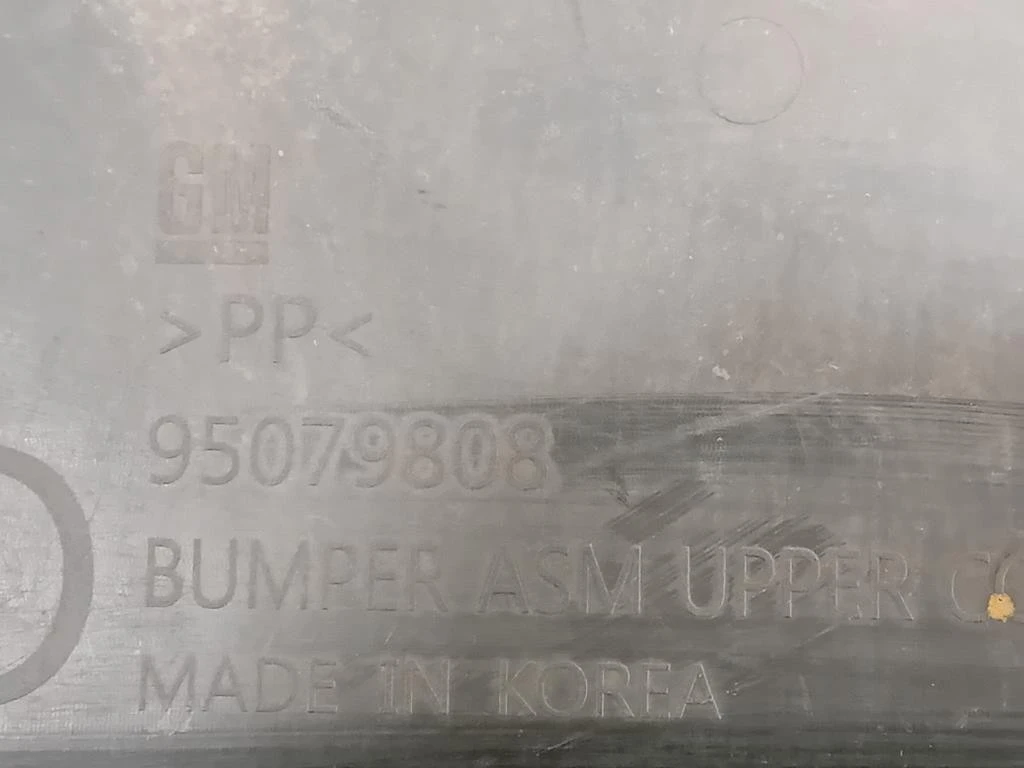 GM
>PP<
95079808
BUMPER ASM UPPER
MADE IN KOREA